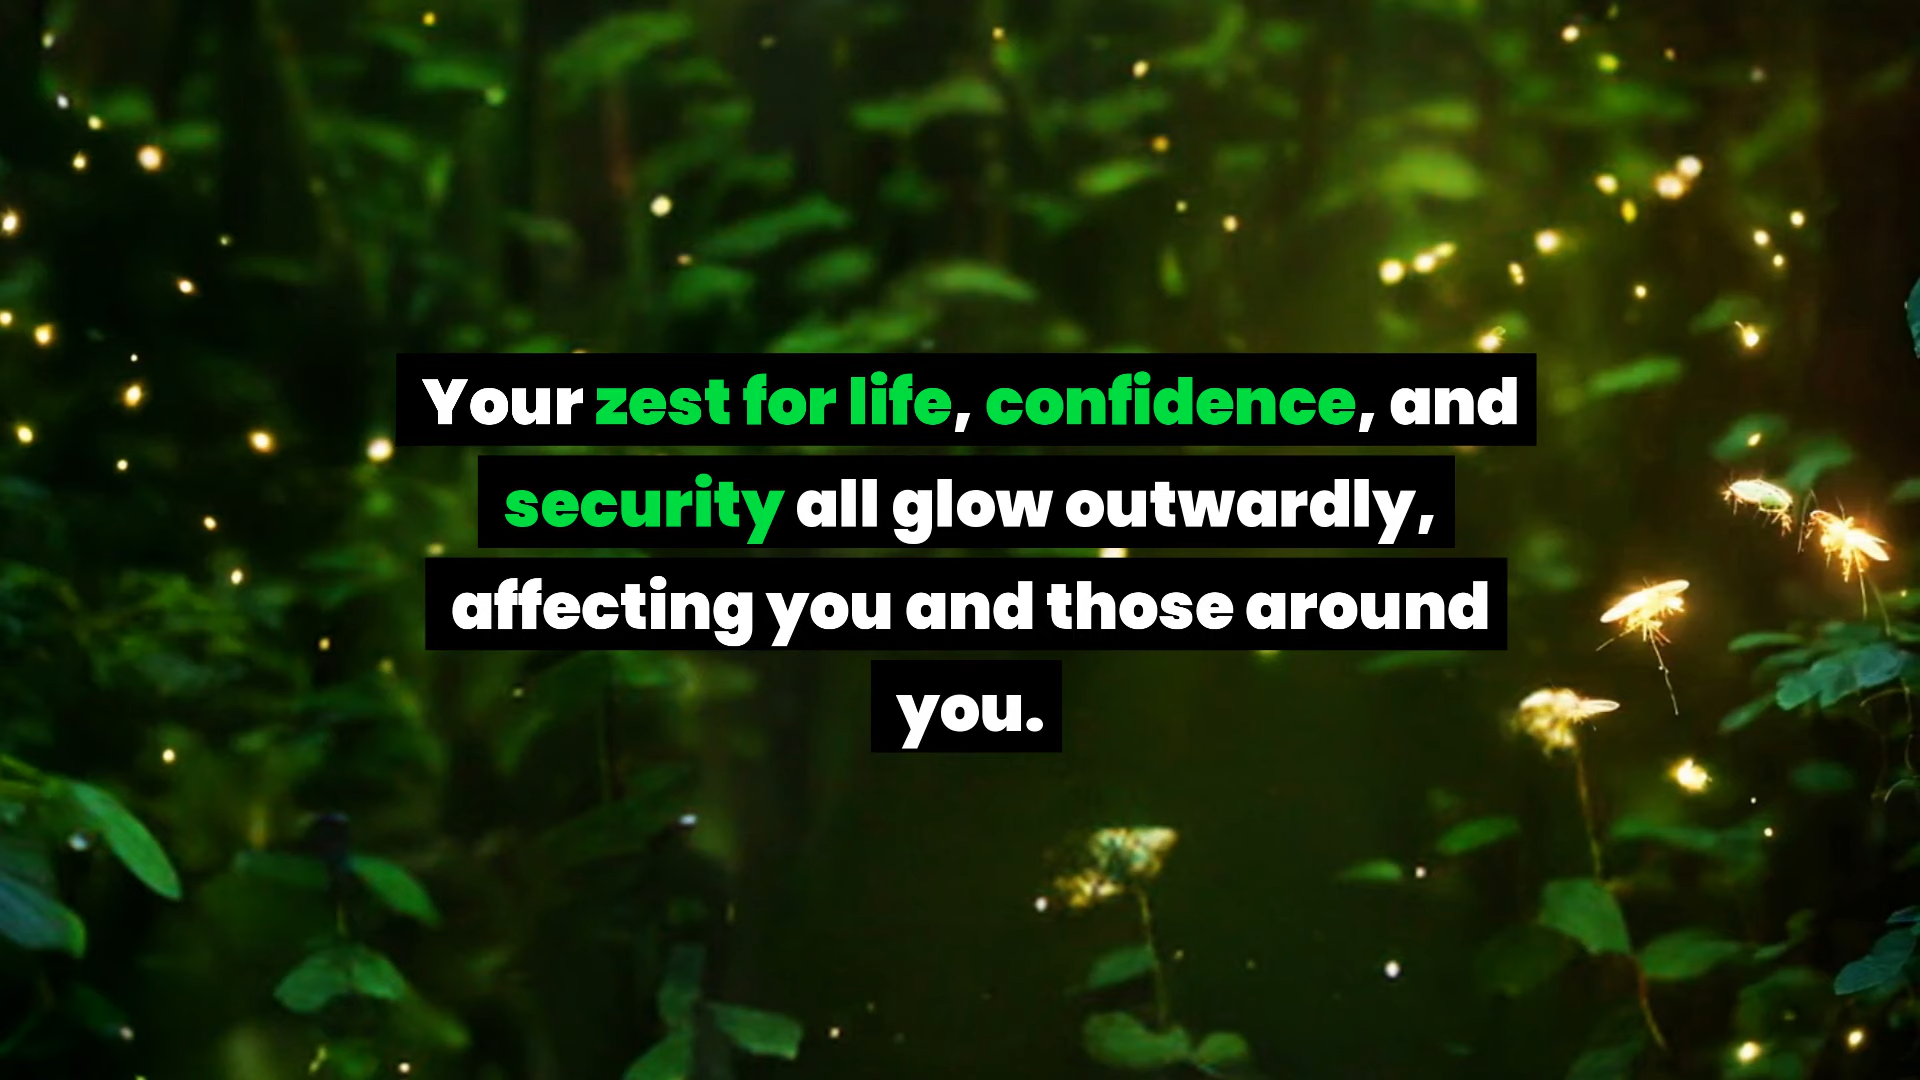 Your zest for life, confidence, and
security all glow outwardly,
affecting you and those around
you.